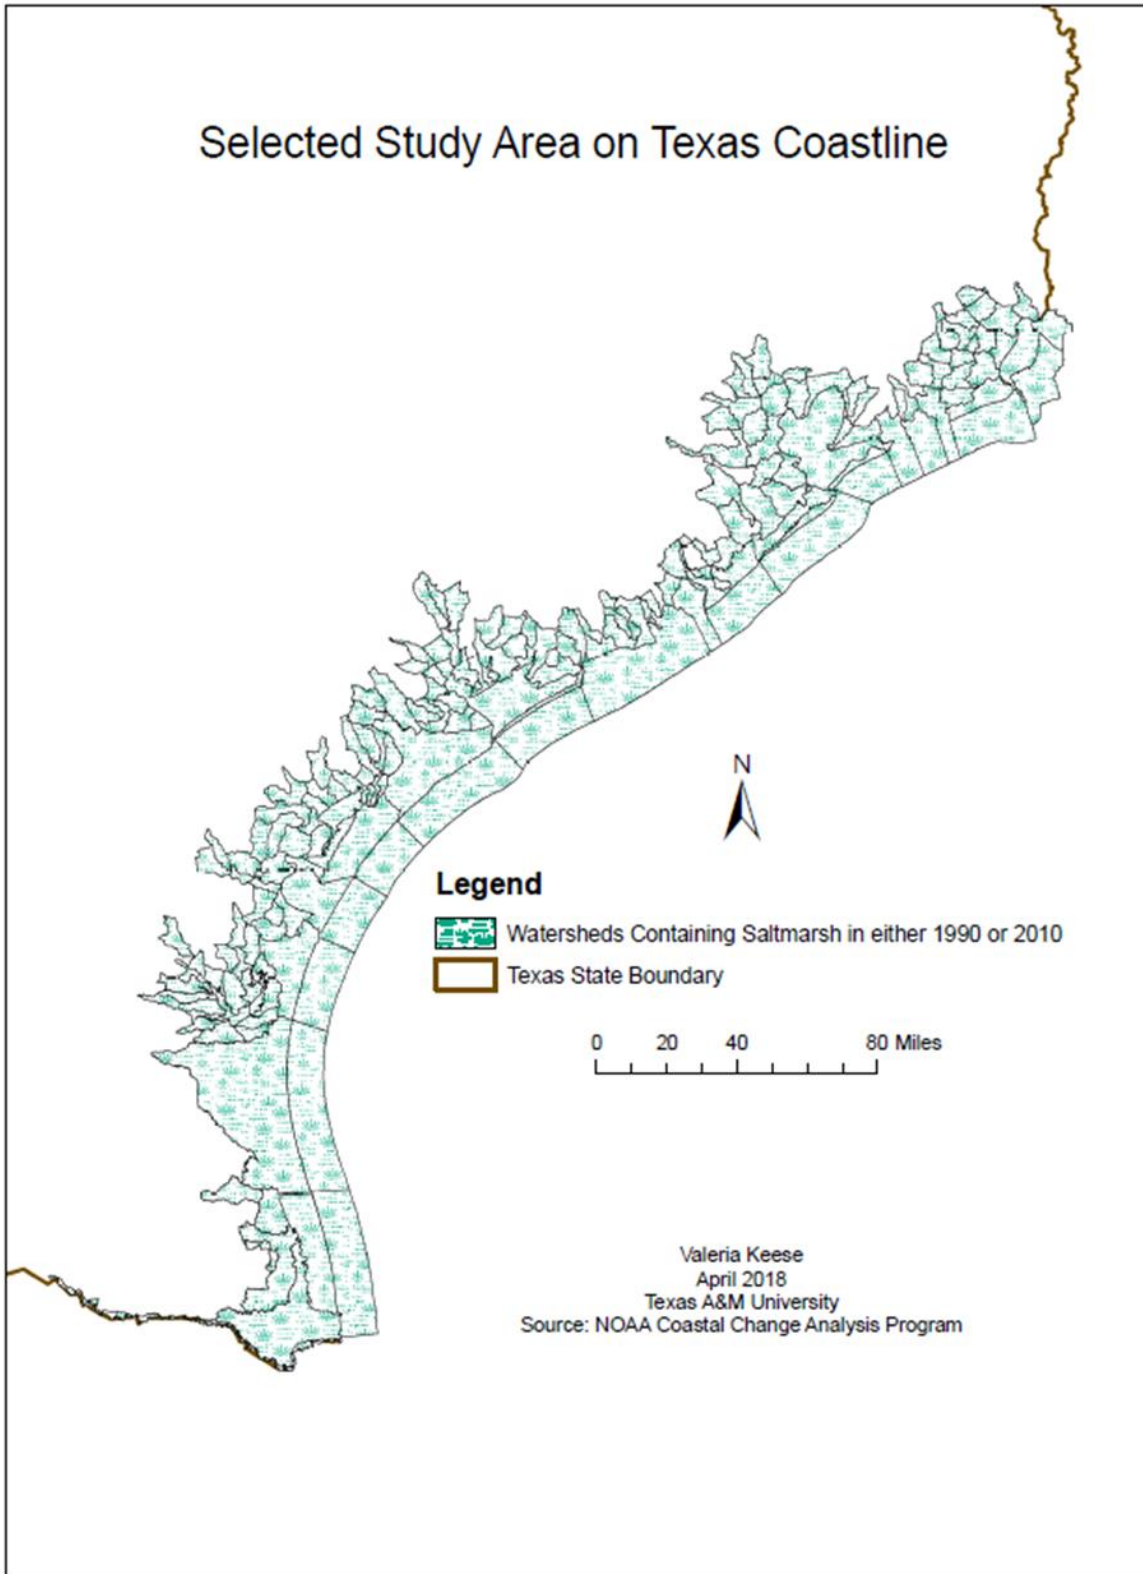 Selected Study Area on Texas Coastline
N
Legend
Watersheds Containing Saltmarsh in either 1990 or 2010
Texas State Boundary
0 20 40 80 Miles
Valeria Keese
April 2018
Texas A&M University
Source: NOAA Coastal Change Analysis Program